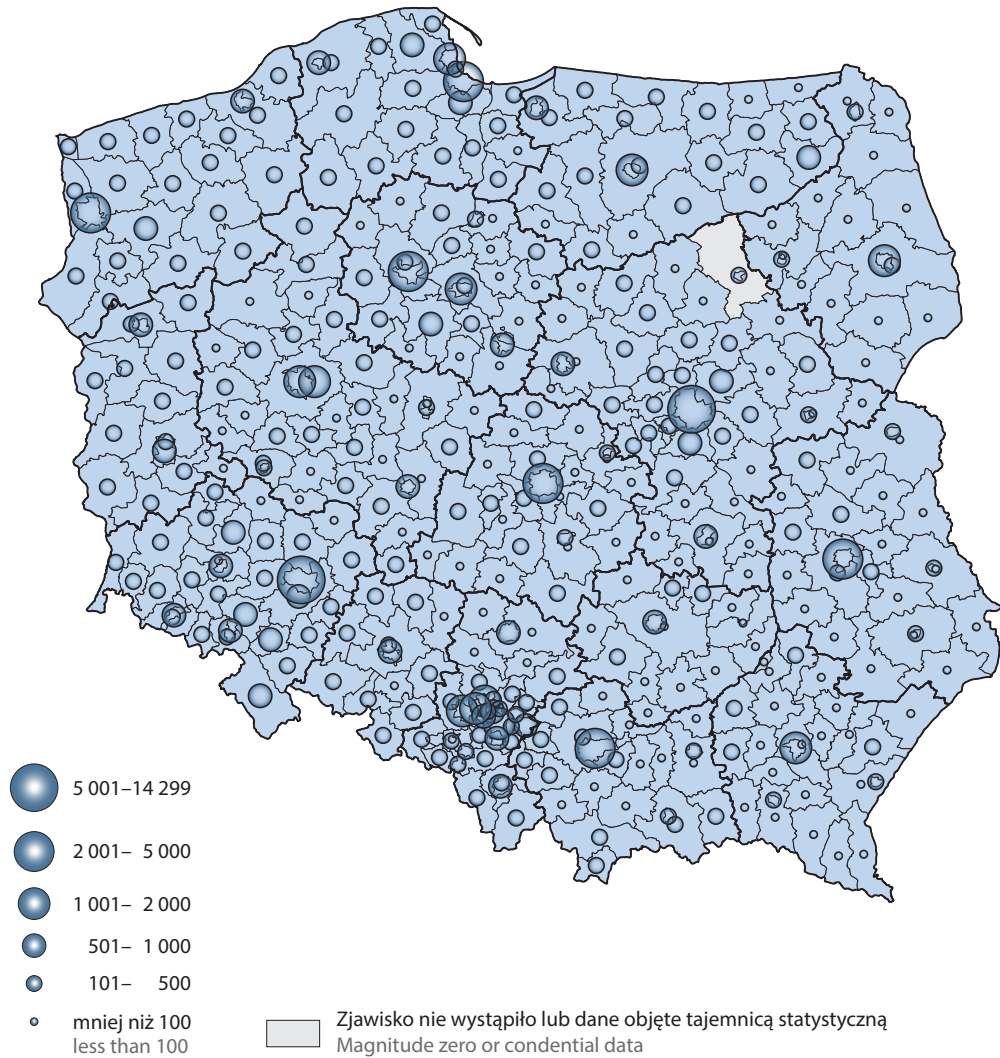 5 001–14 299
2 001– 5 000
1 001– 2 000
501– 1 000
101– 500
mniej niż 100
less than 100
Zjawisko nie wystąpiło lub dane objęte tajemnicą statystyczną
Magnitude zero or condential data